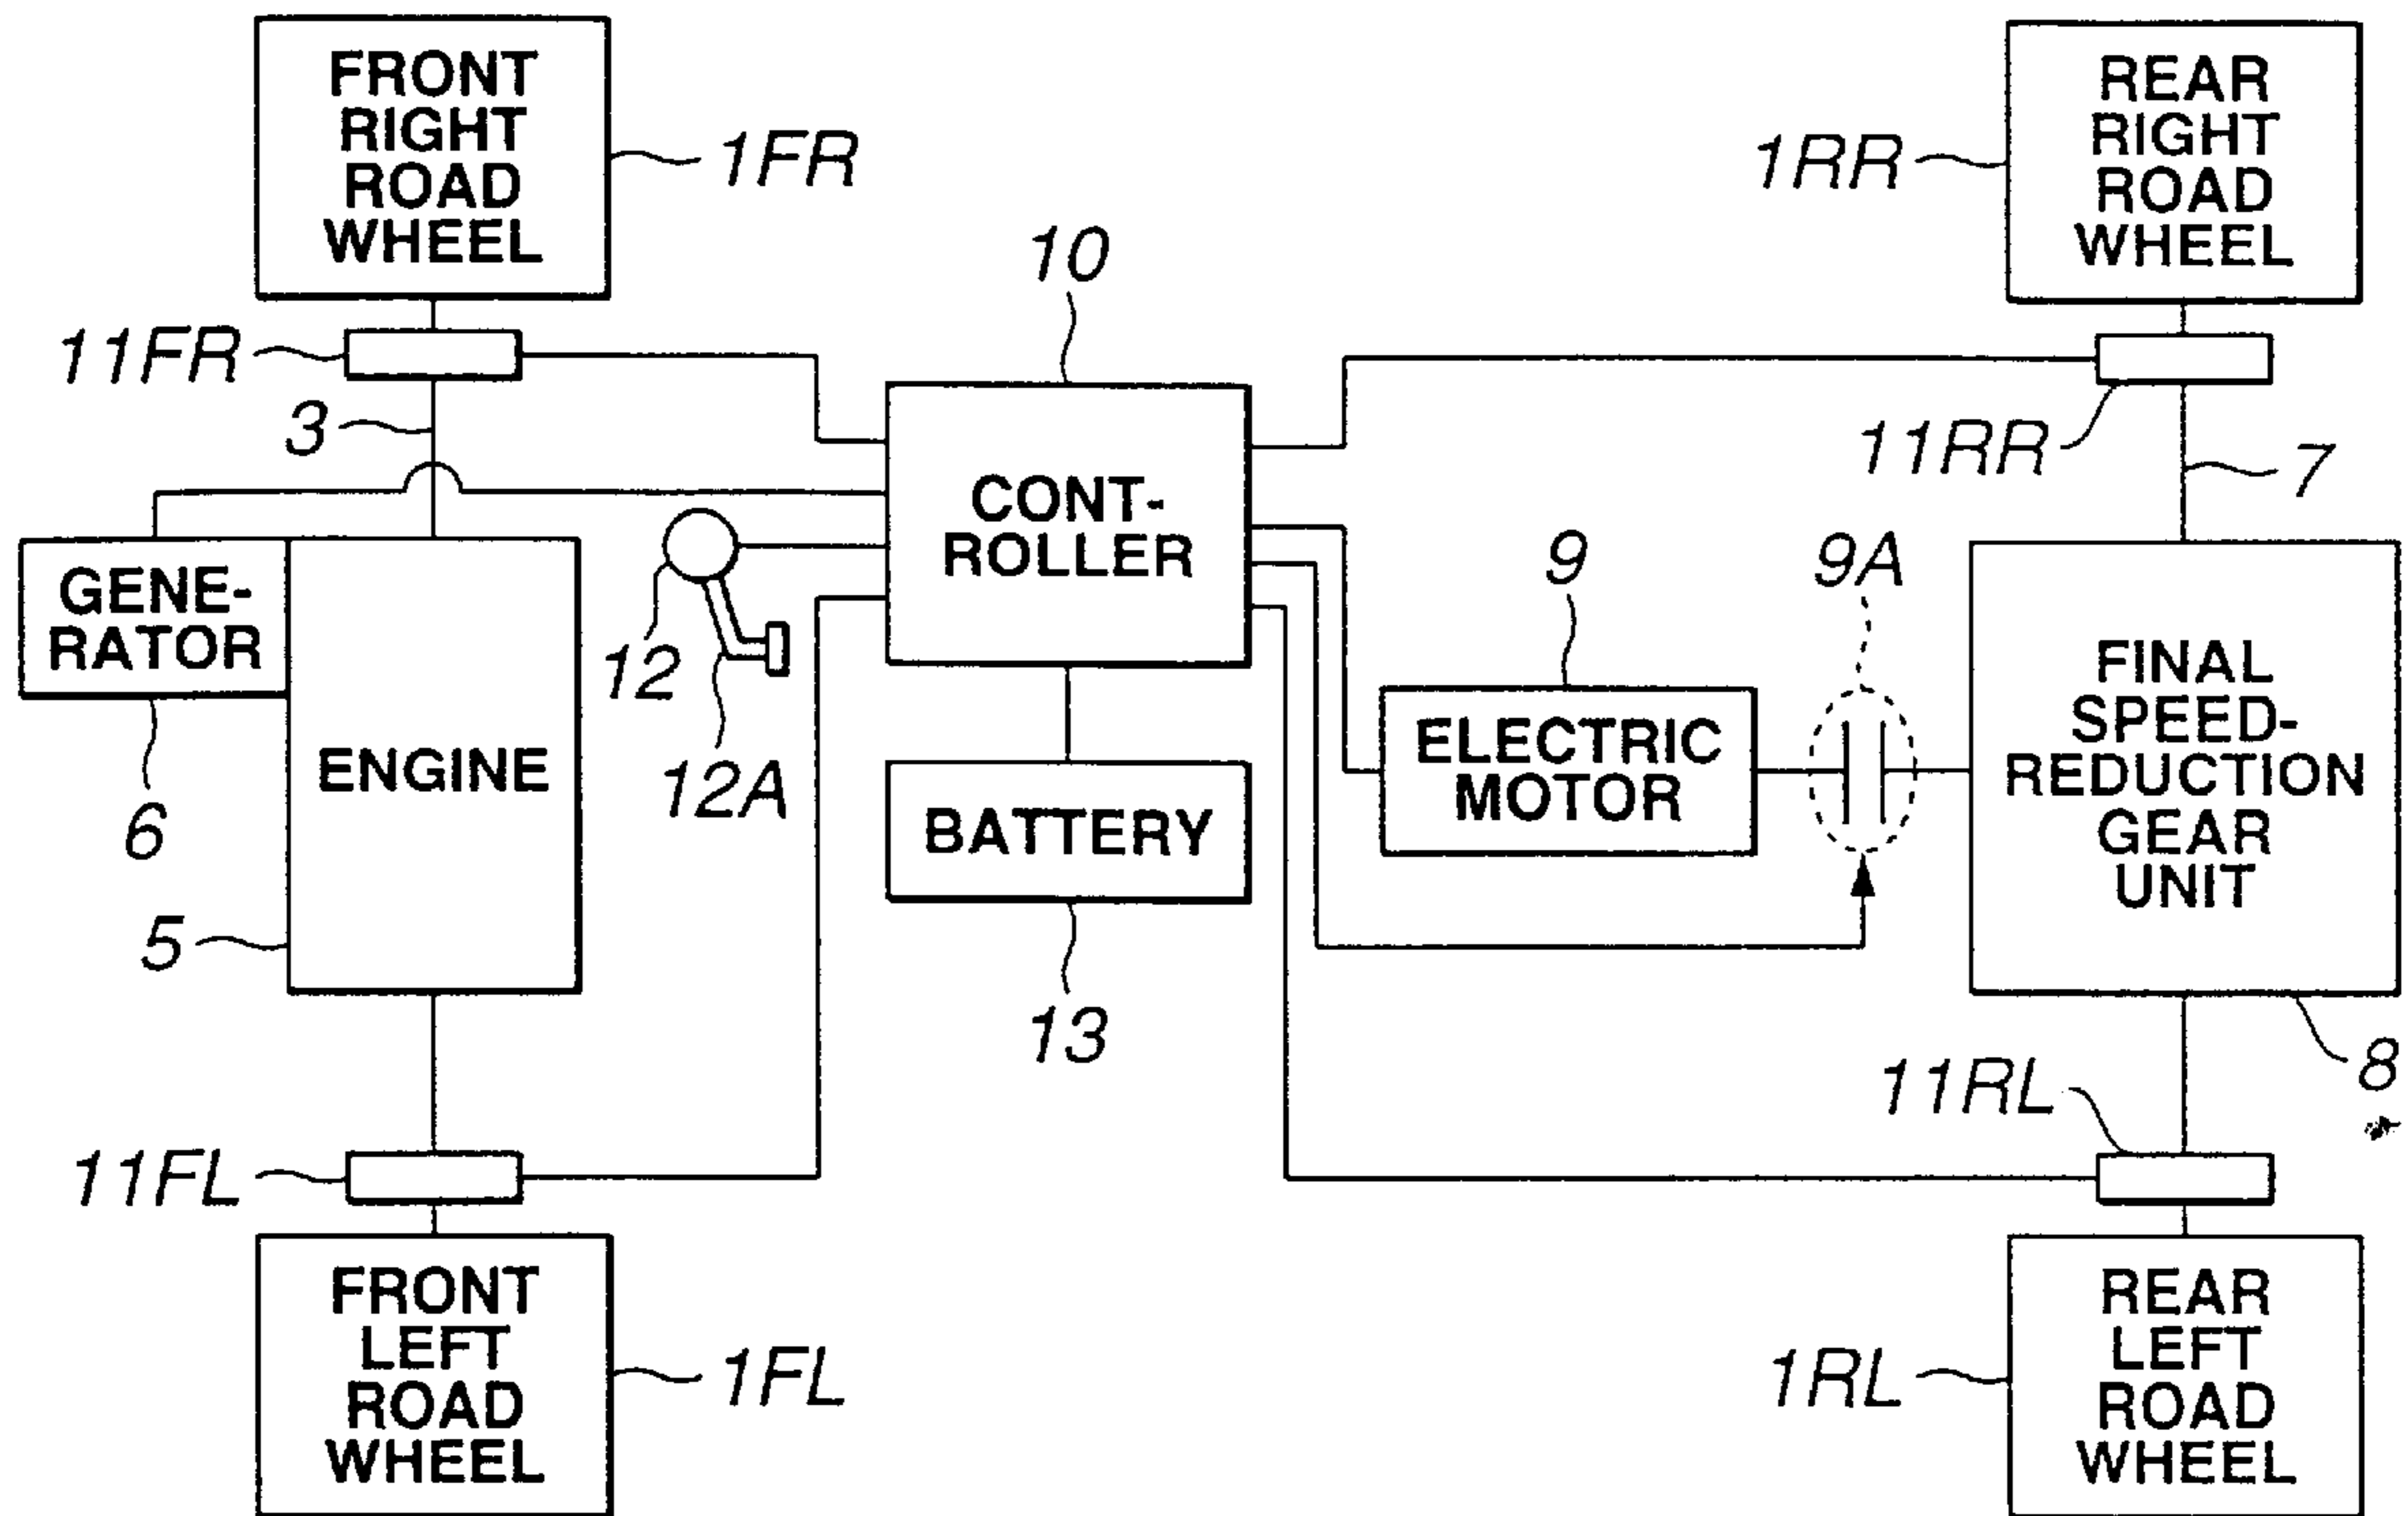 FRONT
RIGHT
ROAD
WHEEL
1FR
1RR
REAR
RIGHT
ROAD
WHEEL
10
11FR
3
11RR
7
CONT-
ROLLER
GENE-
RATOR
12
12A
6
ENGINE
5
BATTERY
13
9
9A
ELECTRIC
MOTOR
FINAL
SPEED-
REDUCTION
GEAR
UNIT
8
11FL
11RL
FRONT
LEFT
ROAD
WHEEL
1FL
1RL
REAR
LEFT
ROAD
WHEEL